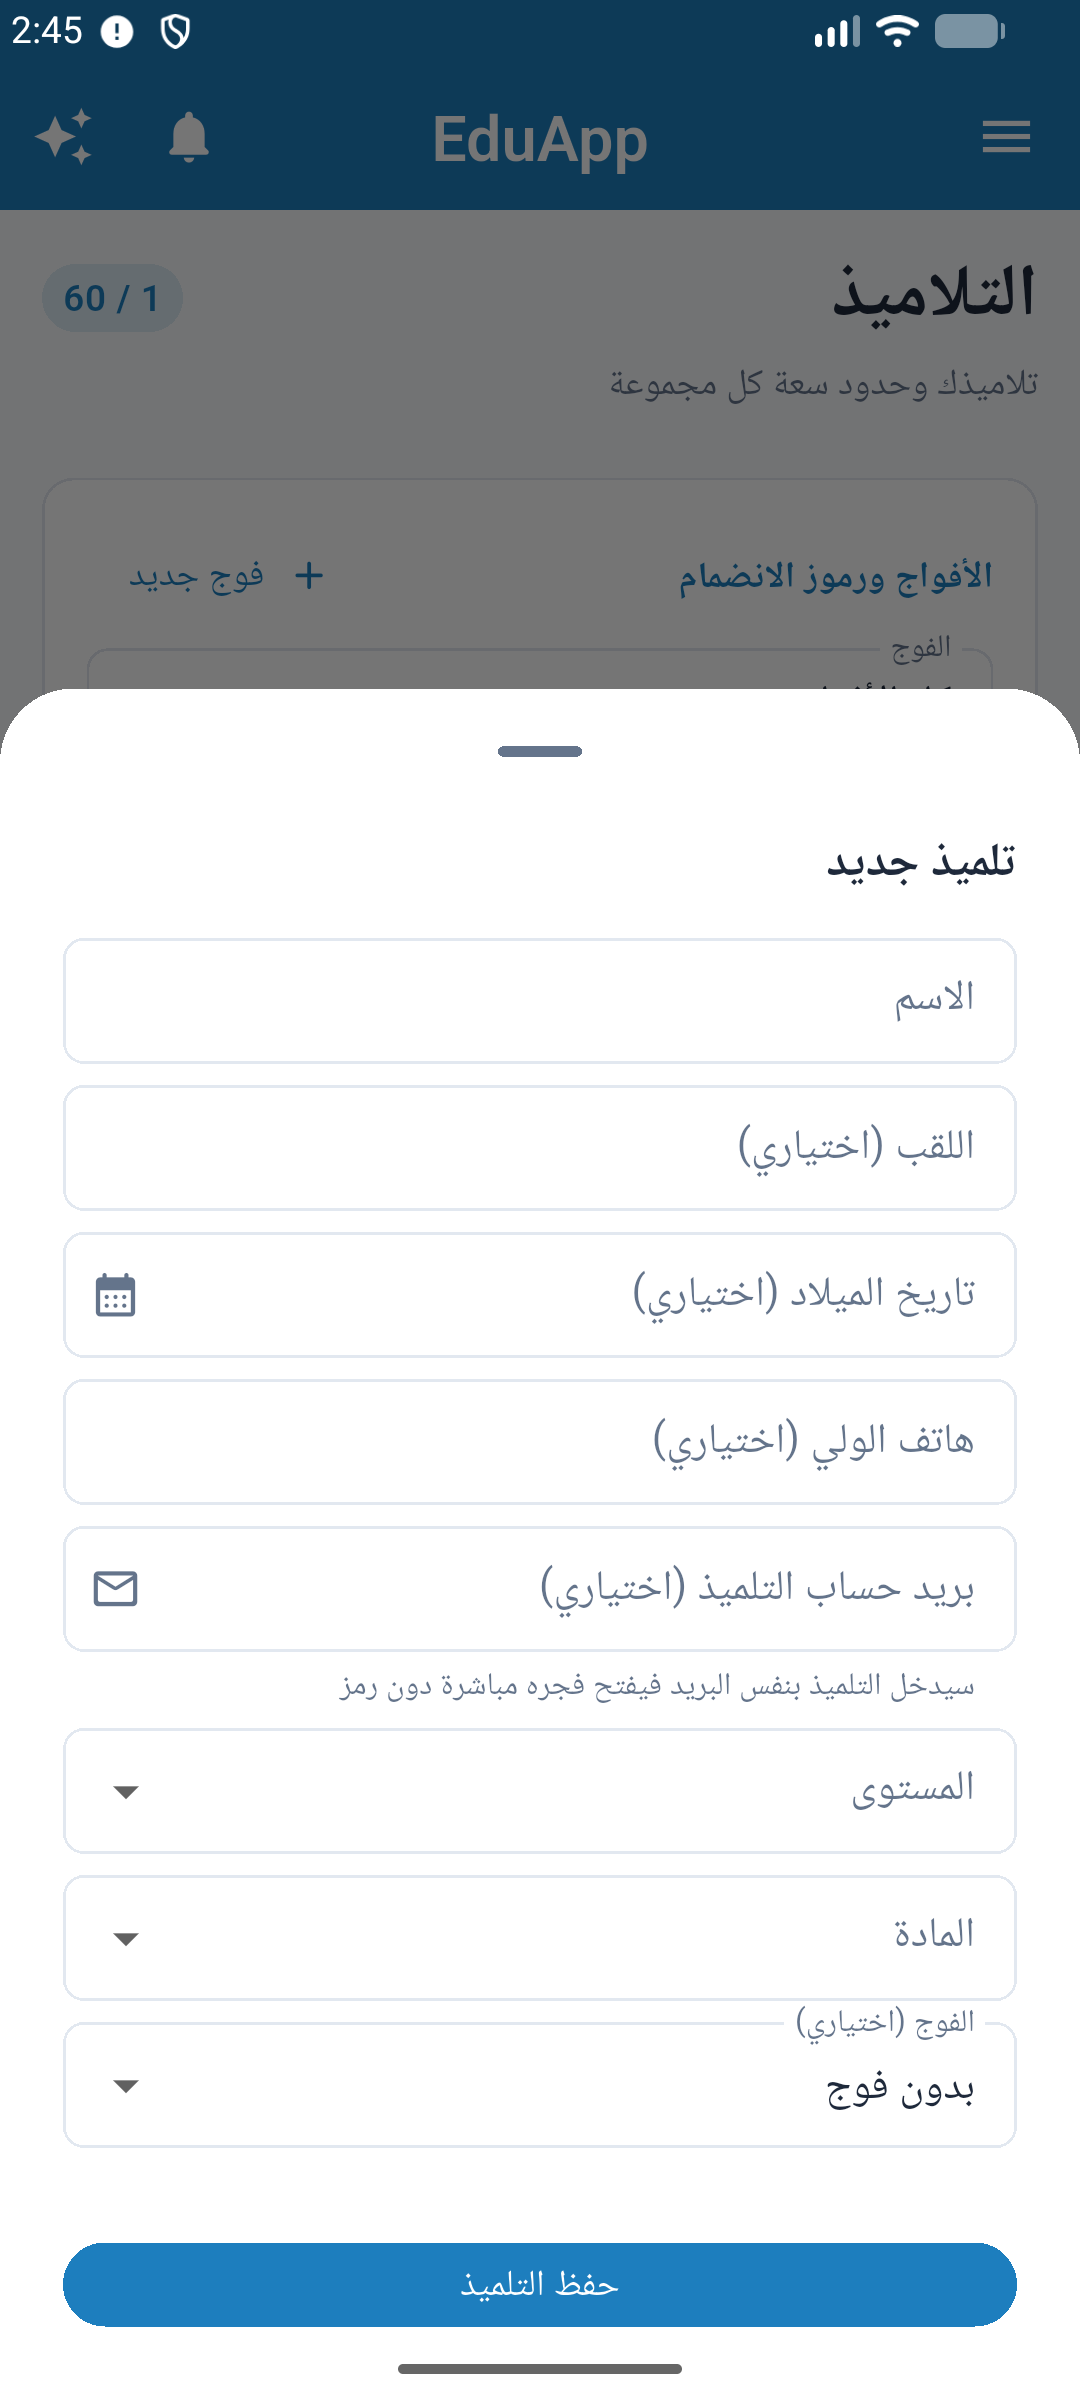 2:45
EduApp
التلاميذ
60 / 1
تلاميذك وحدود سعة كل مجموعة
الأفواج ورموز الانضمام
+ فوج جديد
الفوج
تلميذ جديد
الاسم
اللقب (اختياري)
تاريخ الميلاد (اختياري)
هاتف الولي (اختياري)
بريد حساب التلميذ (اختياري)
سيدخل التلميذ بنفس البريد فيفتح فجره مباشرة دون رمز
المستوى
المادة
الفوج (اختياري)
بدون فوج
حفظ التلميذ